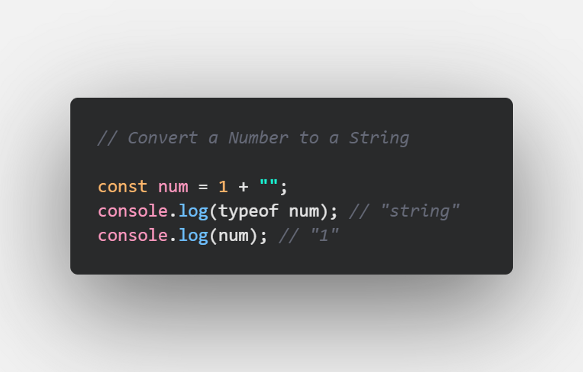 // Convert a Number to a String
const num = 1 + "";
console.log(typeof num); // "string"
console.log(num); // "1"